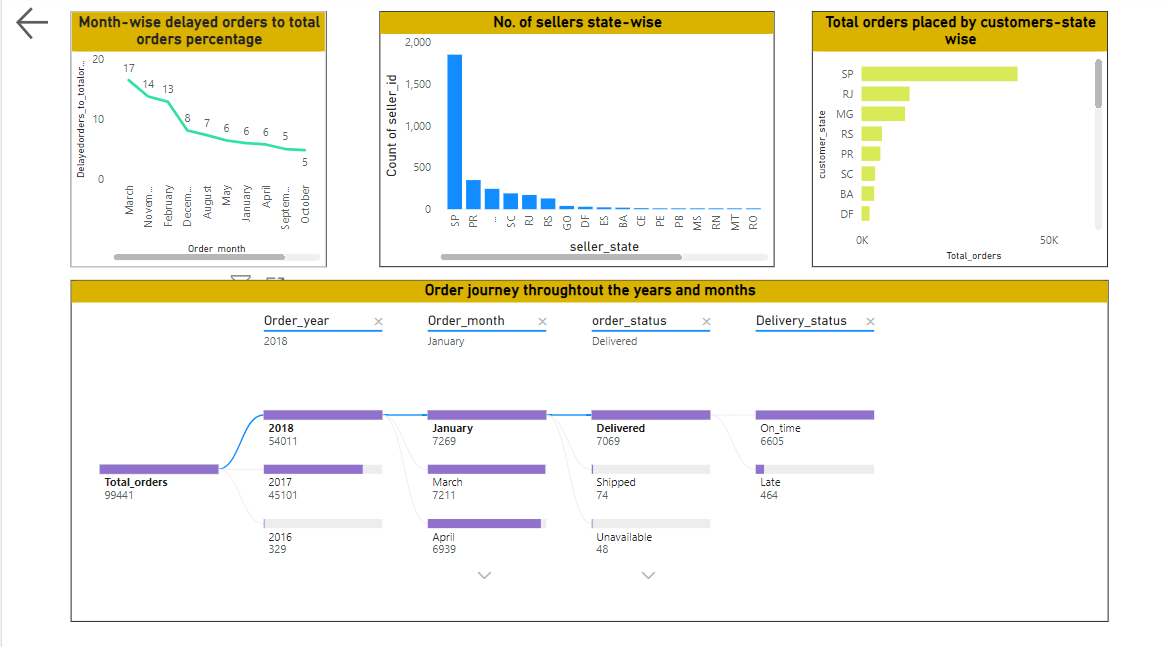 Month-wise delayed orders to total
orders percentage
Delayedorders_to_totalor...
20
10
0
17
14
13
8
7
6
6
6
5
5
March
Novem...
February
Decem...
August
May
January
April
Septem...
October
Order_month
No. of sellers state-wise
Count of seller_id
2,000
1,500
1,000
500
0
SP
PR
...
SC
RJ
RS
GO
DF
ES
BA
CE
PE
PB
MS
RN
MT
RO
seller_state
Total orders placed by customers-state
wise
customer_state
SP
RJ
MG
RS
PR
SC
BA
DF
0K
50K
Total_orders
Order journey throughtout the years and months
Order_year
Order_month
order_status
Delivery_status
2018
January
Delivered
Total_orders
99441
2018
54011
2017
45101
2016
329
January
7269
March
7211
April
6939
Delivered
7069
Shipped
74
Unavailable
48
On_time
6605
Late
464